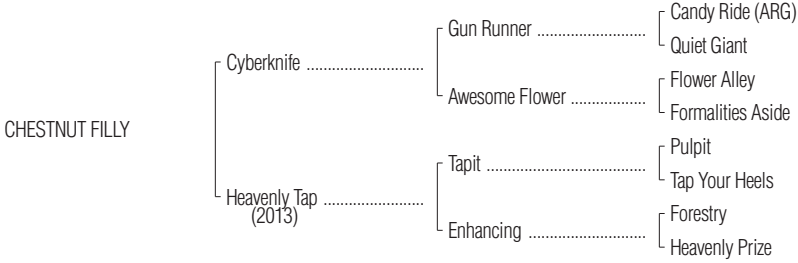 Candy Ride (ARG)
Gun Runner ..........................
Quiet Giant
Cyberknife ...........................
Flower Alley
Awesome Flower ..................
Formalities Aside
CHESTNUT FILLY
Pulpit
Tapit ......................................
Tap Your Heels
Heavenly Tap .......................
(2013)
Forestry
Enhancing ...........................
Heavenly Prize